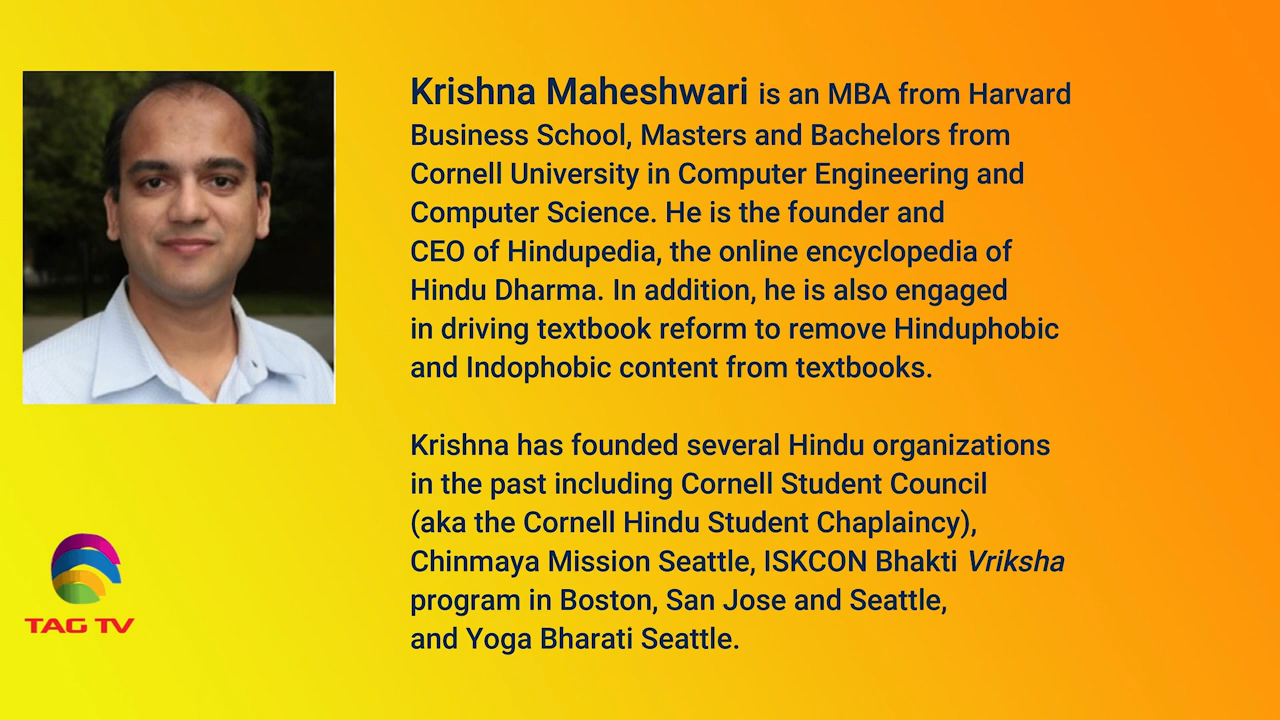 Krishna Maheshwari is an MBA from Harvard
Business School, Masters and Bachelors from
Cornell University in Computer Engineering and
Computer Science. He is the founder and
CEO of Hindupedia, the online encyclopedia of
Hindu Dharma. In addition, he is also engaged
in driving textbook reform to remove Hinduphobic
and Indophobic content from textbooks.
Krishna has founded several Hindu organizations
in the past including Cornell Student Council
(aka the Cornell Hindu Student Chaplaincy),
Chinmaya Mission Seattle, ISKCON Bhakti Vriksha
program in Boston, San Jose and Seattle,
and Yoga Bharati Seattle.
TAG TV